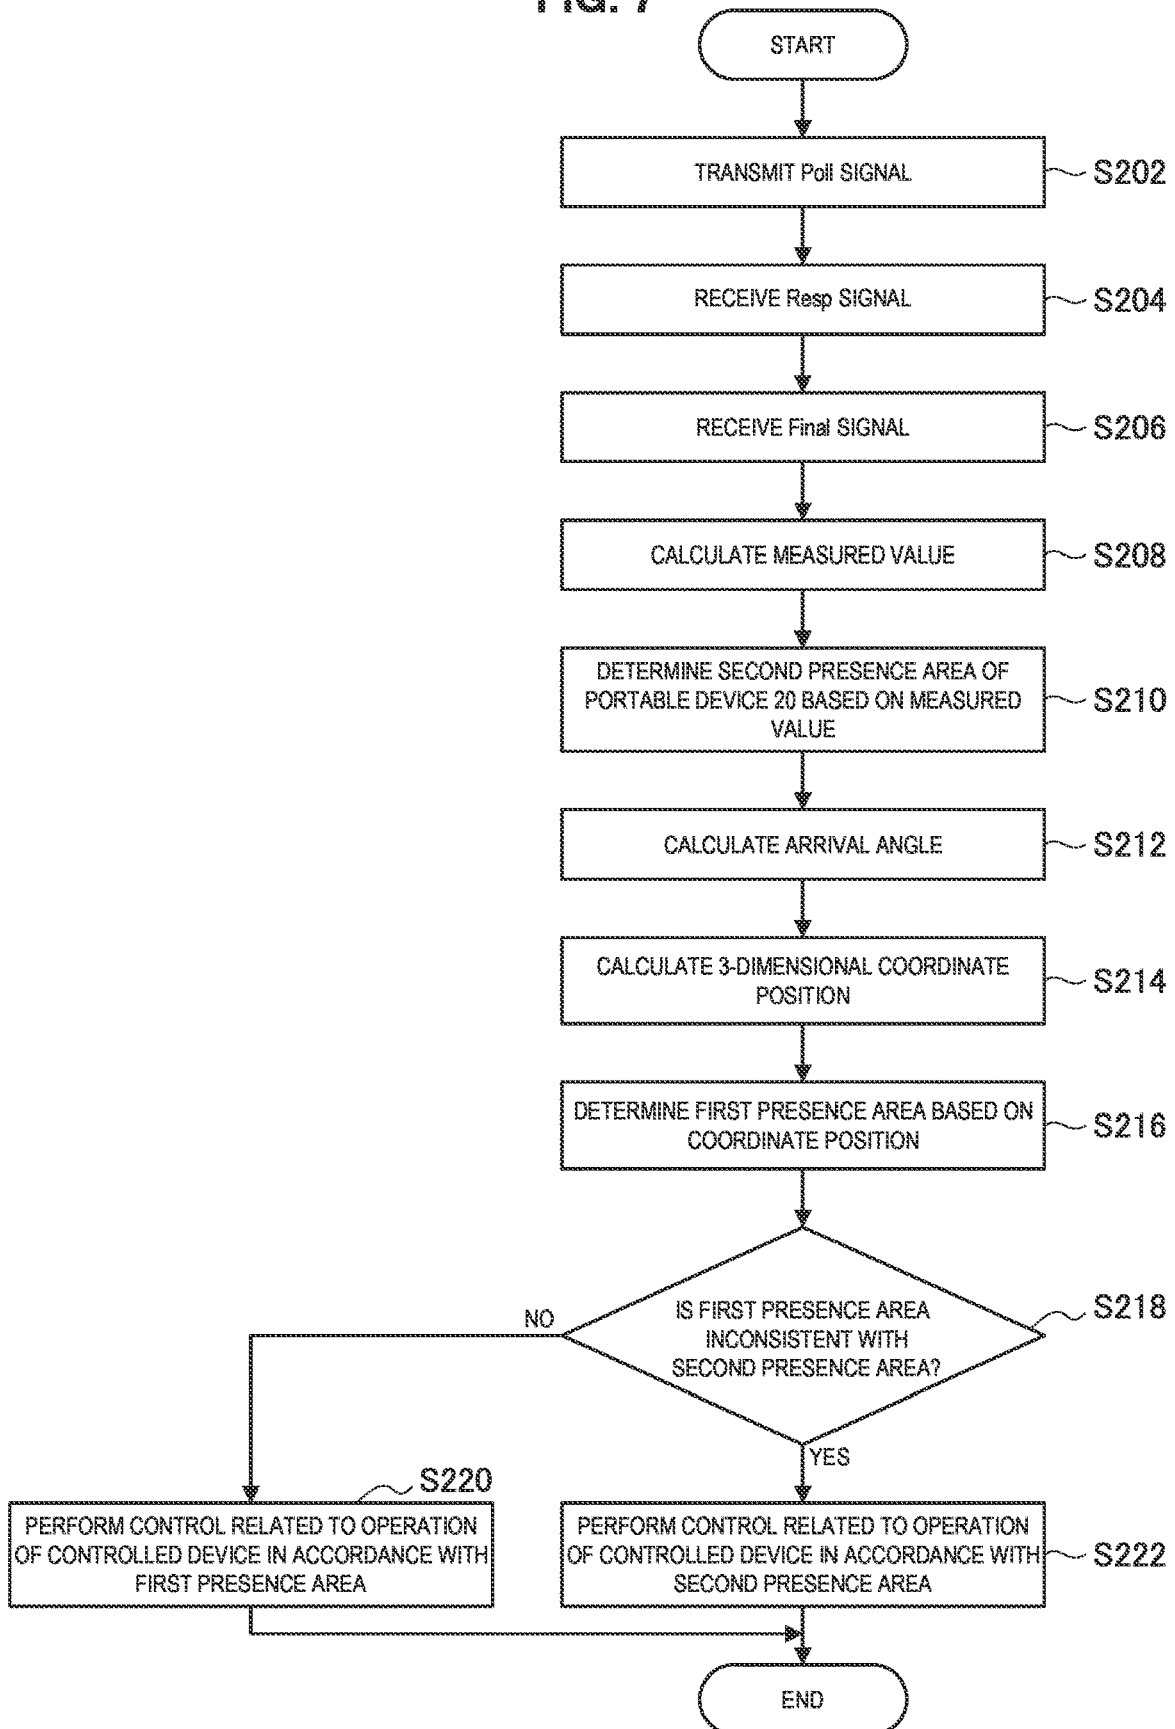 FIG. 7
START
TRANSMIT Poll SIGNAL
S202
RECEIVE Resp SIGNAL
S204
RECEIVE Final SIGNAL
S206
CALCULATE MEASURED VALUE
S208
DETERMINE SECOND PRESENCE AREA OF
PORTABLE DEVICE 20 BASED ON MEASURED
VALUE
S210
CALCULATE ARRIVAL ANGLE
S212
CALCULATE 3-DIMENSIONAL COORDINATE
POSITION
S214
DETERMINE FIRST PRESENCE AREA BASED ON
COORDINATE POSITION
S216
IS FIRST PRESENCE AREA
INCONSISTENT WITH
SECOND PRESENCE AREA?
S218
NO
YES
S220
PERFORM CONTROL RELATED TO OPERATION
OF CONTROLLED DEVICE IN ACCORDANCE WITH
FIRST PRESENCE AREA
PERFORM CONTROL RELATED TO OPERATION
OF CONTROLLED DEVICE IN ACCORDANCE WITH
SECOND PRESENCE AREA
S222
END